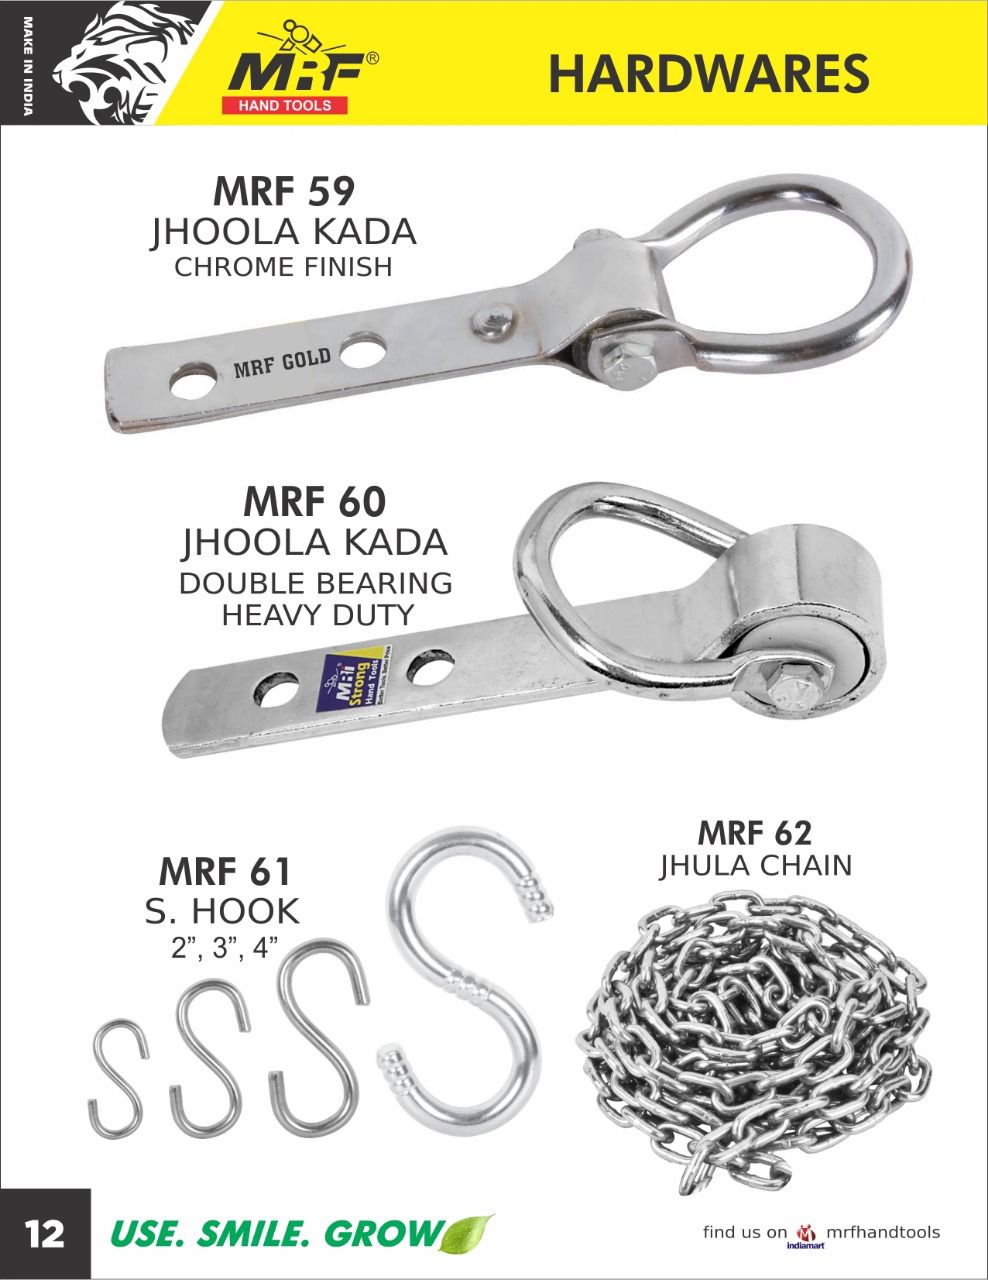 MAKE IN INDIA
MRF®
HAND TOOLS
HARDWARES
MRF 59
JHOOLA KADA
CHROME FINISH
MRF GOLD
MRF 60
JHOOLA KADA
DOUBLE BEARING
HEAVY DUTY
Strong
Hand Tools
MRF 61
S. HOOK
2”, 3”, 4”
MRF 62
JHULA CHAIN
12
USE. SMILE. GROW
find us on indiamart mrfhandtools